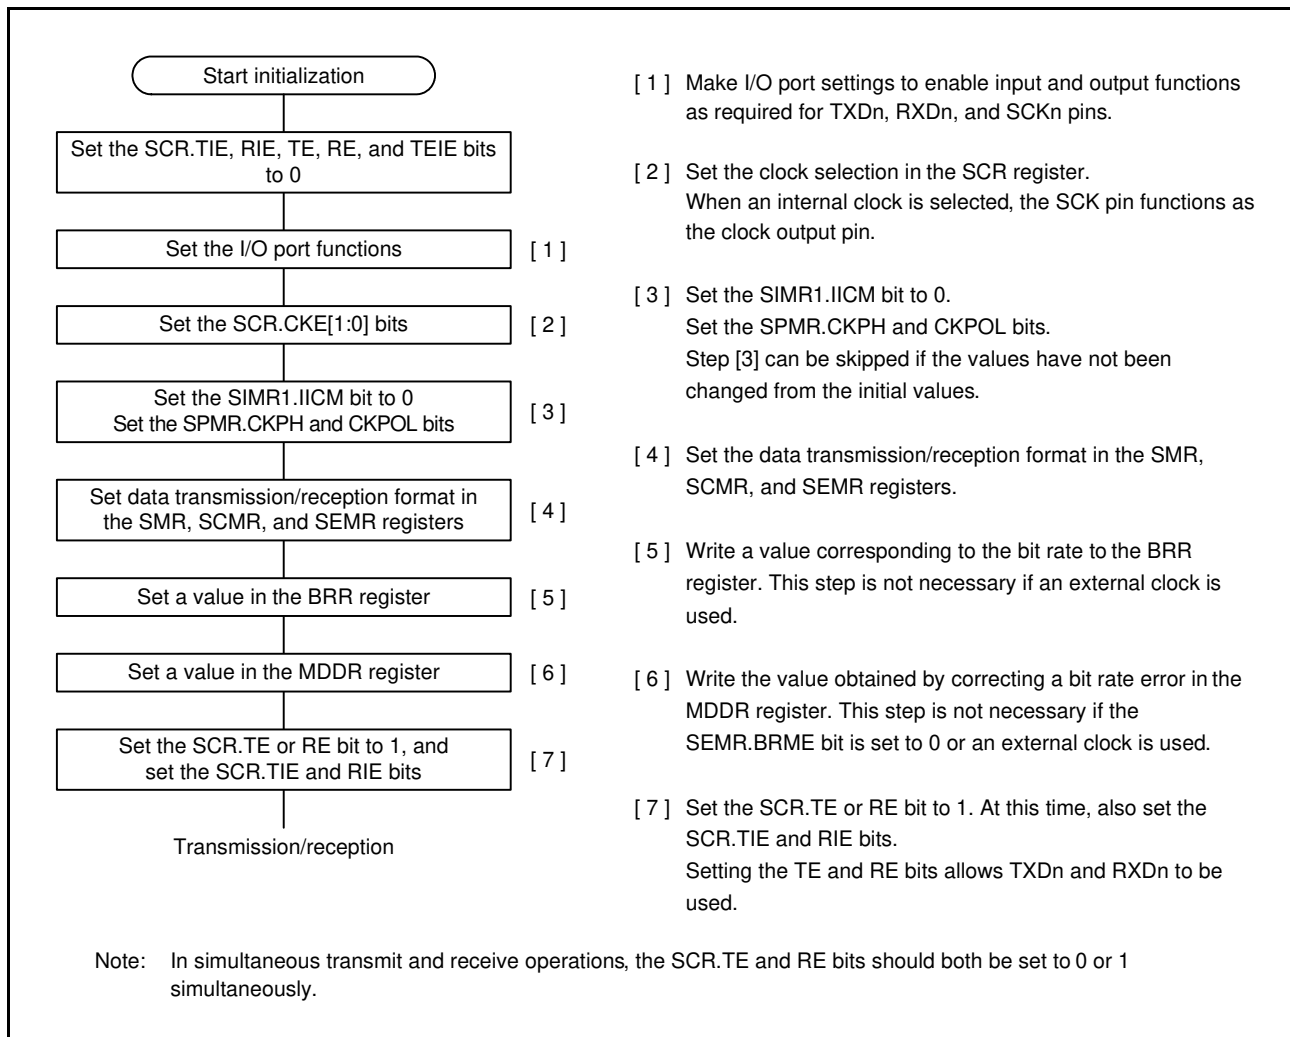 Start initialization
Set the SCR.TIE, RIE, TE, RE, and TEIE bits
to 0
Set the I/O port functions
[ 1 ]
Set the SCR.CKE[1:0] bits
[ 2 ]
Set the SIMR1.IICM bit to 0
Set the SPMR.CKPH and CKPOL bits
[ 3 ]
Set data transmission/reception format in
the SMR, SCMR, and SEMR registers
[ 4 ]
Set a value in the BRR register
[ 5 ]
Set a value in the MDDR register
[ 6 ]
Set the SCR.TE or RE bit to 1, and
set the SCR.TIE and RIE bits
[ 7 ]
Transmission/reception
[ 1 ] Make I/O port settings to enable input and output functions
as required for TXDn, RXDn, and SCKn pins.
[ 2 ] Set the clock selection in the SCR register.
When an internal clock is selected, the SCK pin functions as
the clock output pin.
[ 3 ] Set the SIMR1.IICM bit to 0.
Set the SPMR.CKPH and CKPOL bits.
Step [3] can be skipped if the values have not been
changed from the initial values.
[ 4 ] Set the data transmission/reception format in the SMR,
SCMR, and SEMR registers.
[ 5 ] Write a value corresponding to the bit rate to the BRR
register. This step is not necessary if an external clock is
used.
[ 6 ] Write the value obtained by correcting a bit rate error in the
MDDR register. This step is not necessary if the
SEMR.BRME bit is set to 0 or an external clock is used.
[ 7 ] Set the SCR.TE or RE bit to 1. At this time, also set the
SCR.TIE and RIE bits.
Setting the TE and RE bits allows TXDn and RXDn to be
used.
Note: In simultaneous transmit and receive operations, the SCR.TE and RE bits should both be set to 0 or 1
simultaneously.